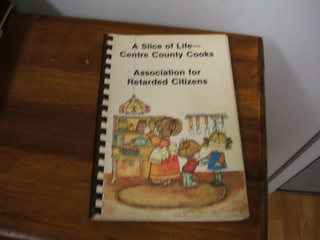 A Slice of Life—
Centre County Cooks
Association for
Retarded Citizens